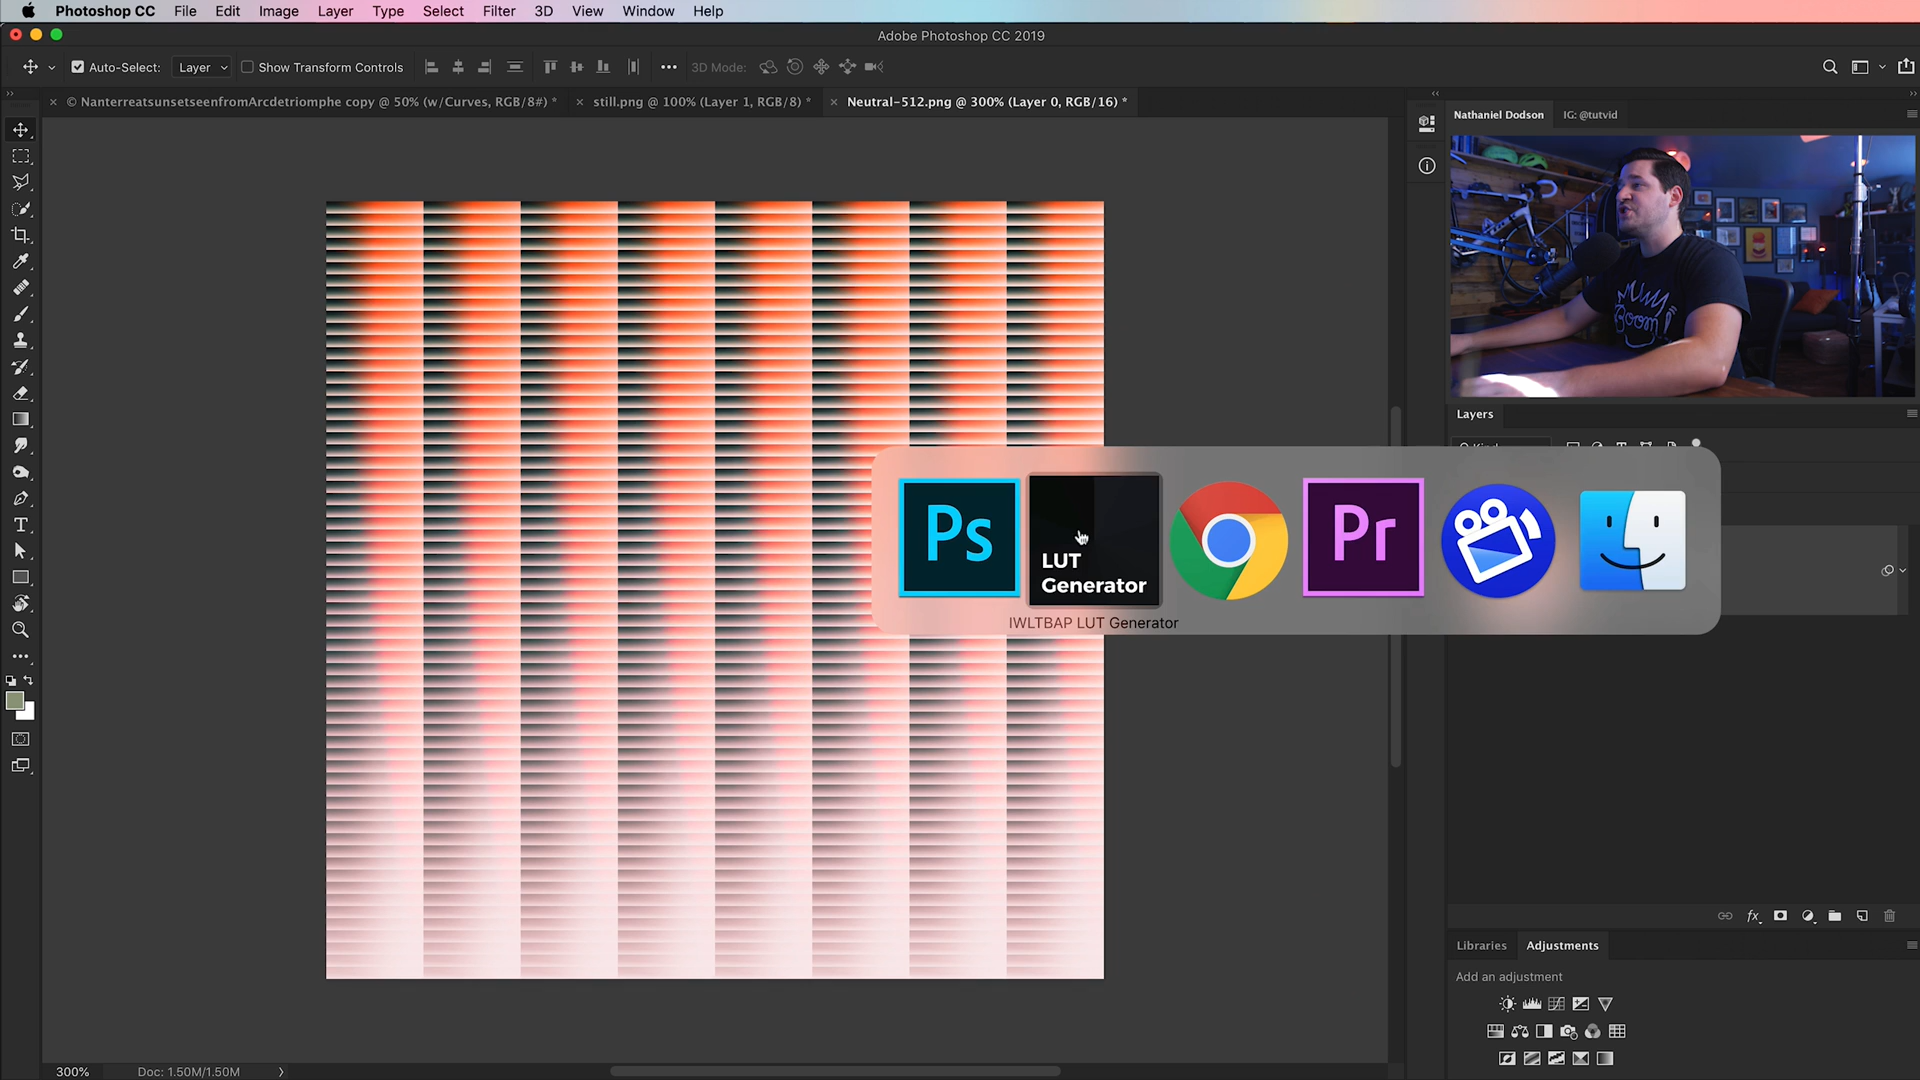 Photoshop CC File Edit Image Layer Type Select Filter 3D View Window Help
Adobe Photoshop CC 2019
Auto-Select: Layer Show Transform Controls 3D Mode:
© NanterreatsunsetseenfromArcdetriomphe copy @ 50% (w/Curves, RGB/8#) * still.png @ 100% (Layer 1, RGB/8) * Neutral-512.png @ 300% (Layer 0, RGB/16) *
Nathaniel Dodson IG: @tutvid
Boom!
Layers
Ps
LUT
Generator
Pr
IWLTBAP LUT Generator
Libraries Adjustments
Add an adjustment
300% Doc: 1.50M/1.50M